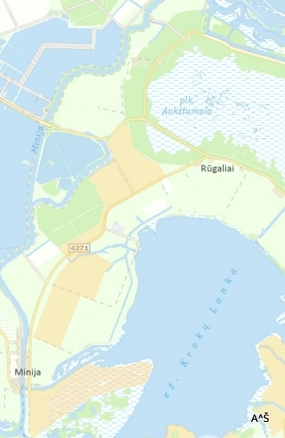 plk.
Aukštumala
Minija
Rūgaliai
4271
ež. Krokų Lanka
Minija
A^Š